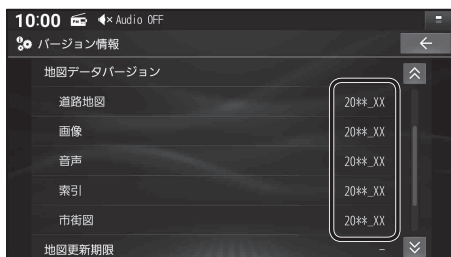 10:00 Audio OFF
バージョン情報
地図データバージョン
道路地図 20**_XX
画像 20**_XX
音声 20**_XX
索引 20**_XX
市街図 20**_XX
地図更新期限 −